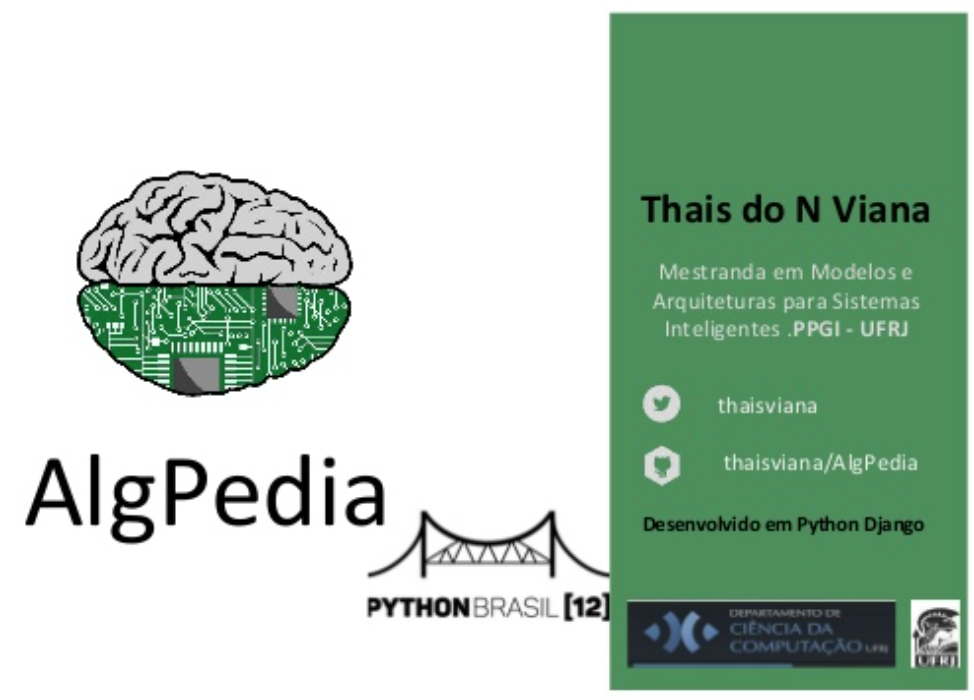 AlgPedia
PYTHONBRASIL [12]
Thais do N Viana
Mestranda em Modelos e
Arquiteturas para Sistemas
Inteligentes .PPGI - UFRJ
thaisviana
thaisviana/AlgPedia
Desenvolvido em Python Django
DEPARTAMENTO DE
CIÊNCIA DA
COMPUTAÇÃO UFRJ
UFRJ